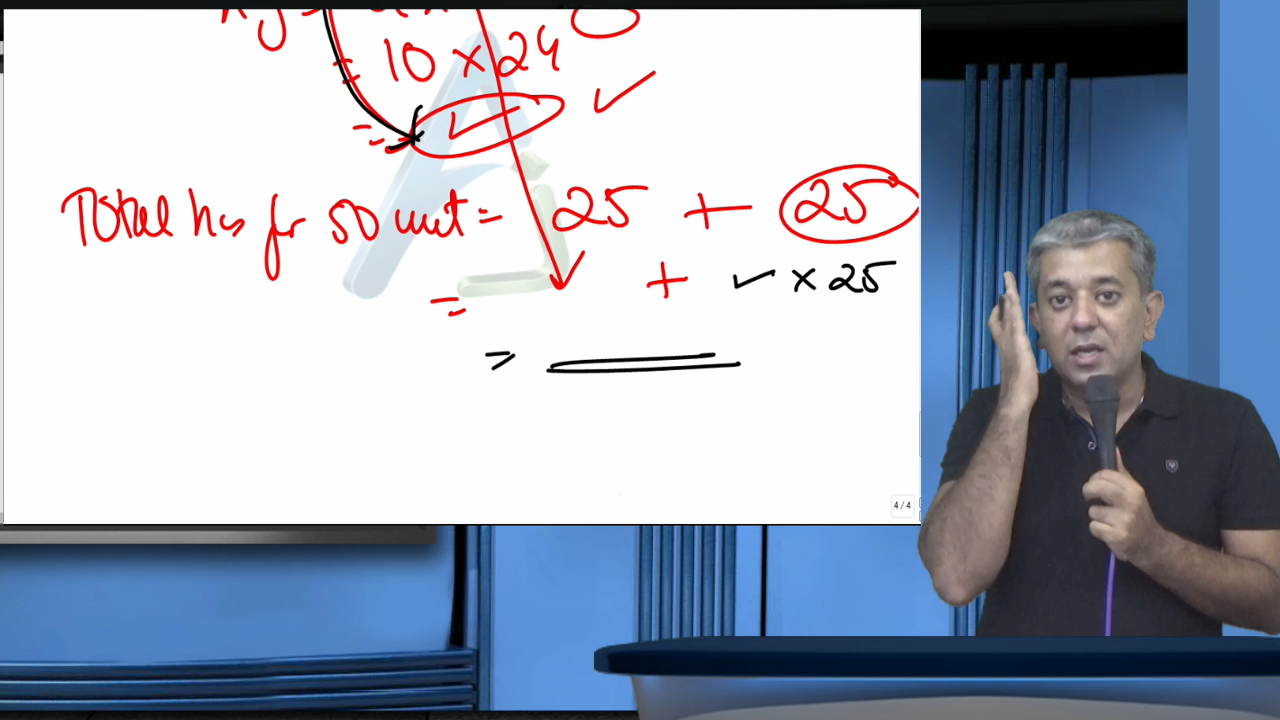 = 10 × 24
=
Total hrs for 50 unit = 25 + 25
= + ✓ × 25
=
4 / 4